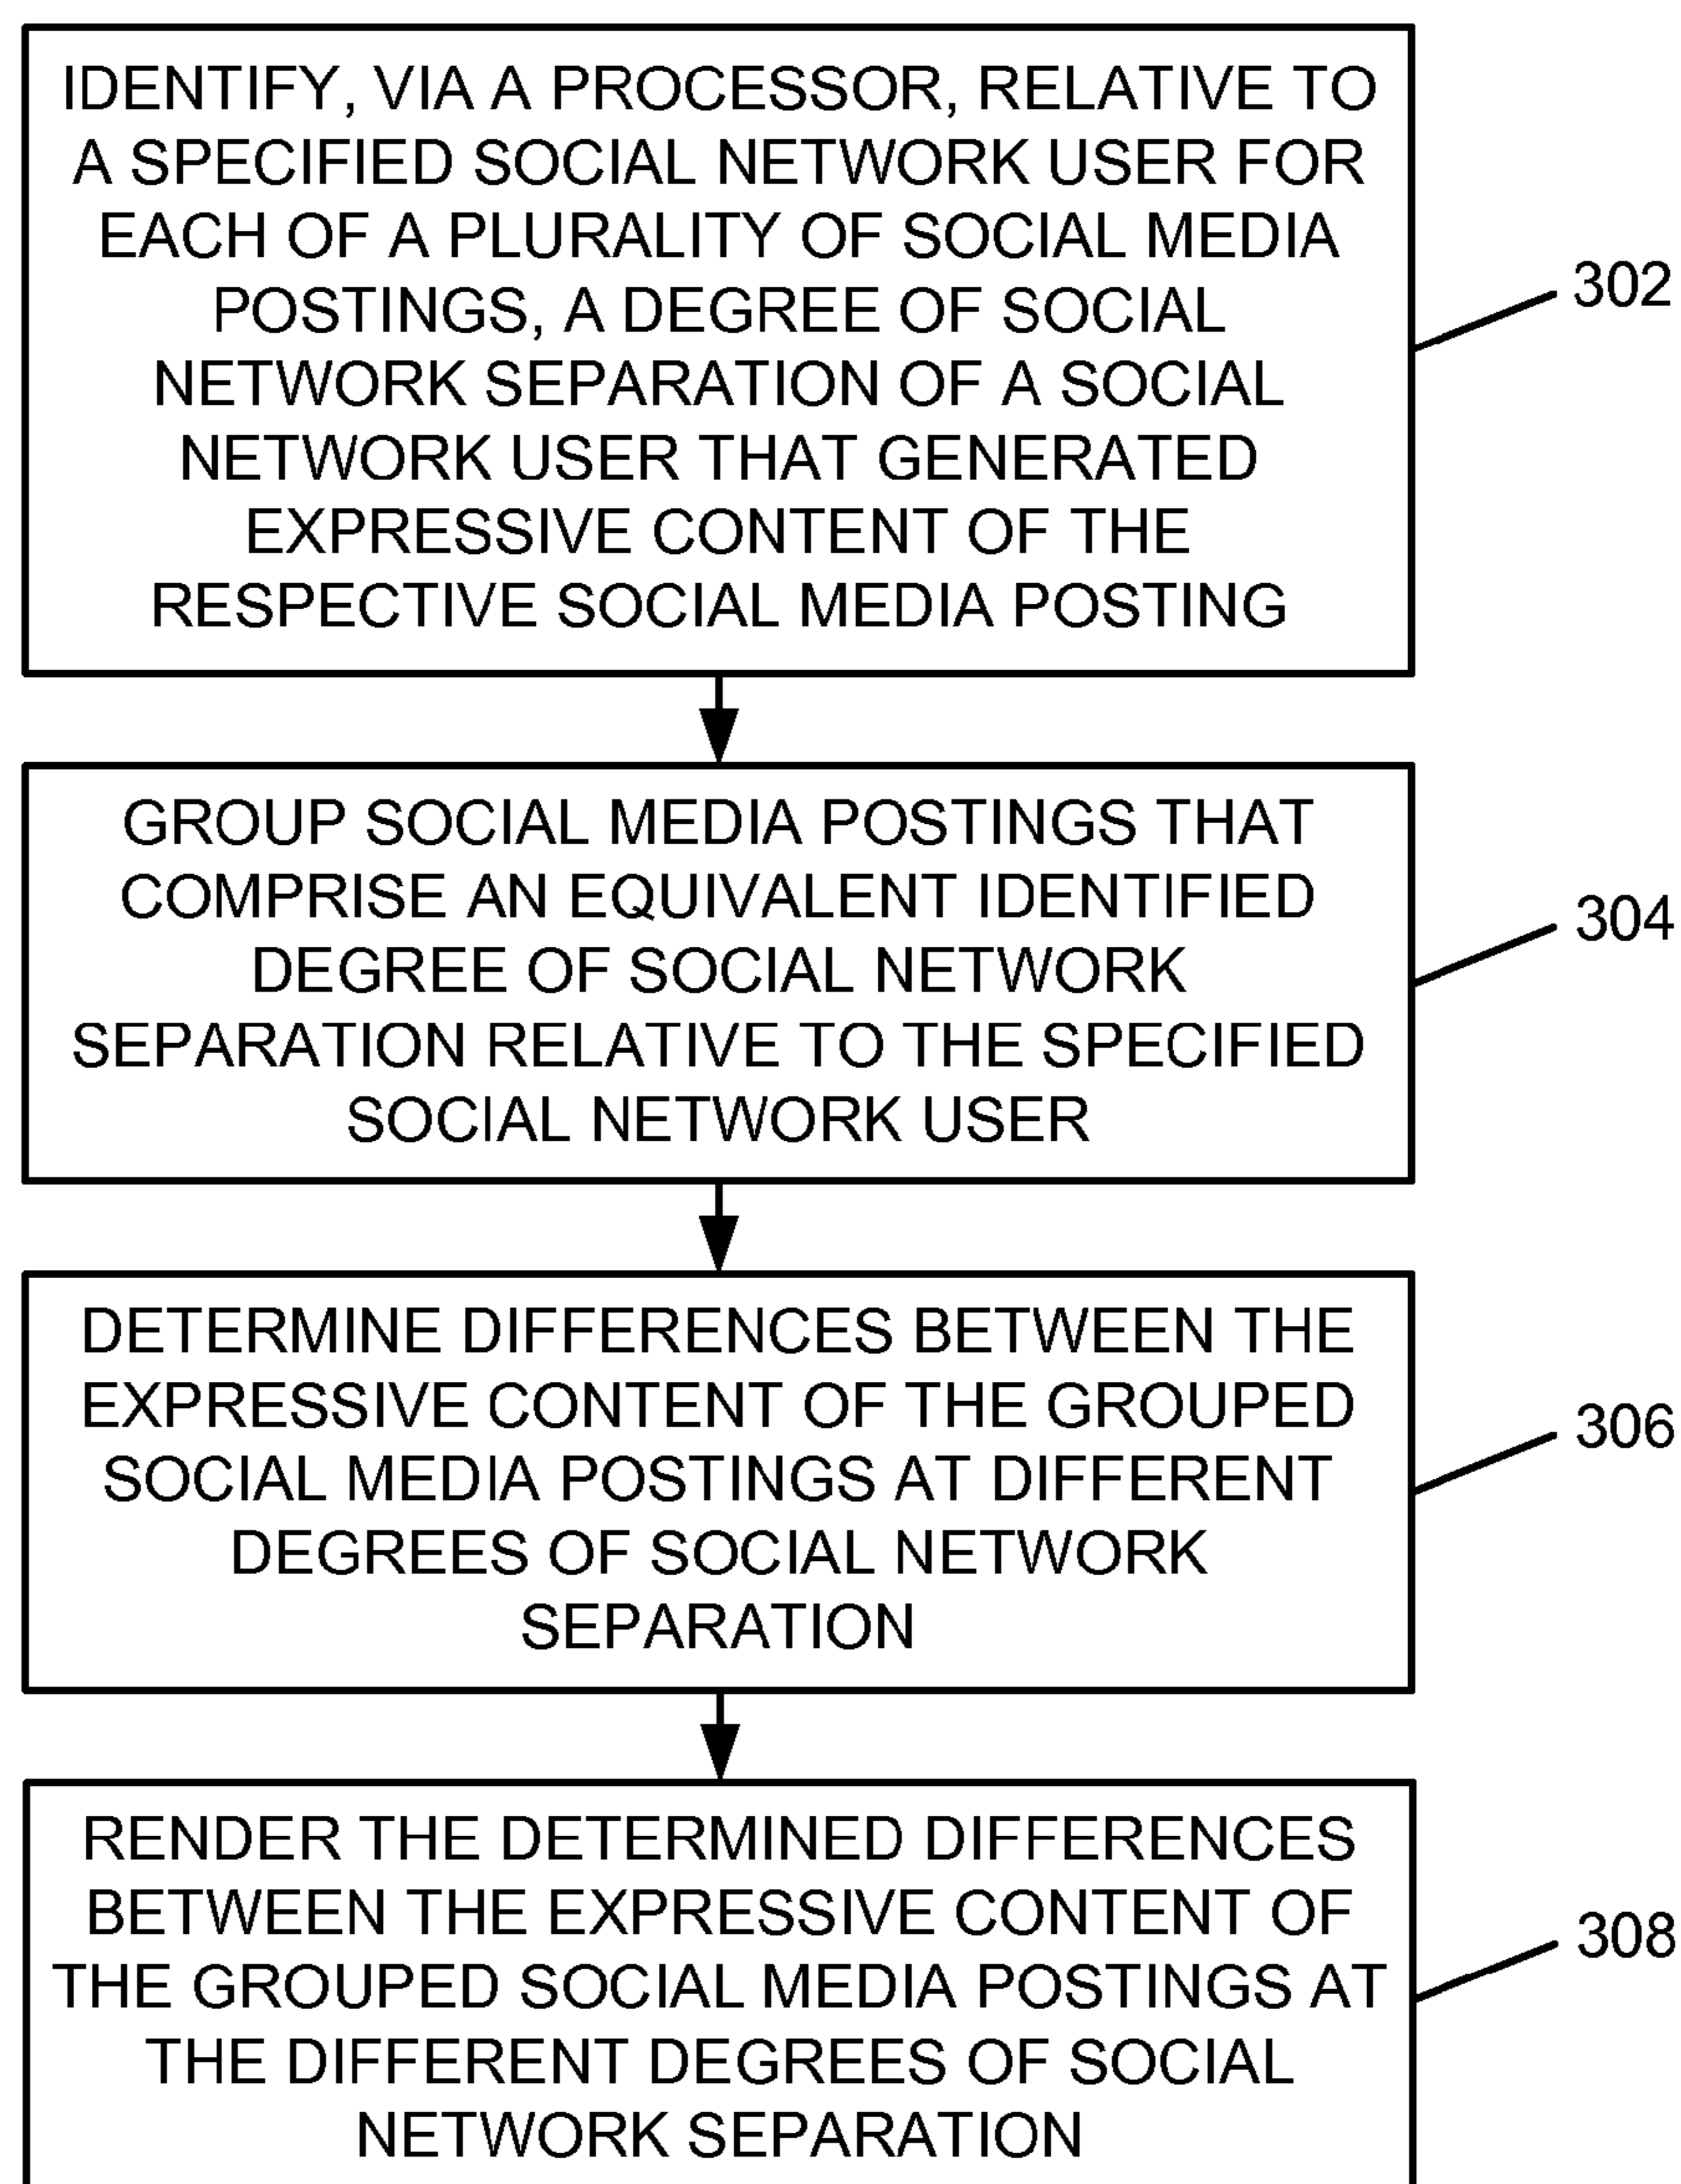 IDENTIFY, VIA A PROCESSOR, RELATIVE TO
A SPECIFIED SOCIAL NETWORK USER FOR
EACH OF A PLURALITY OF SOCIAL MEDIA
POSTINGS, A DEGREE OF SOCIAL
NETWORK SEPARATION OF A SOCIAL
NETWORK USER THAT GENERATED
EXPRESSIVE CONTENT OF THE
RESPECTIVE SOCIAL MEDIA POSTING
302
GROUP SOCIAL MEDIA POSTINGS THAT
COMPRISE AN EQUIVALENT IDENTIFIED
DEGREE OF SOCIAL NETWORK
SEPARATION RELATIVE TO THE SPECIFIED
SOCIAL NETWORK USER
304
DETERMINE DIFFERENCES BETWEEN THE
EXPRESSIVE CONTENT OF THE GROUPED
SOCIAL MEDIA POSTINGS AT DIFFERENT
DEGREES OF SOCIAL NETWORK
SEPARATION
306
RENDER THE DETERMINED DIFFERENCES
BETWEEN THE EXPRESSIVE CONTENT OF
THE GROUPED SOCIAL MEDIA POSTINGS AT
THE DIFFERENT DEGREES OF SOCIAL
NETWORK SEPARATION
308